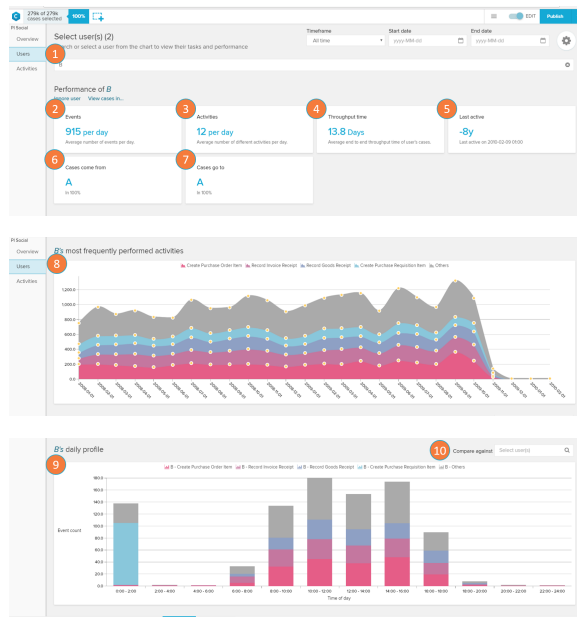 279k of 279k
cases selected
100%
EDIT
Publish
PI Social
Overview
Users
Activities
Select user(s) (2)
Search or select a user from the chart to view their tasks and performance
Timeframe
All time
Start date
yyyy-MM-dd
End date
yyyy-MM-dd
1
B
Performance of B
Ignore user View cases in...
2
Events
915 per day
Average number of events per day.
3
Activities
12 per day
Average number of different activities per day.
4
Throughput time
13.8 Days
Average end to end throughput time of user's cases.
5
Last active
-8y
Last active on 2010-02-09 01:00
6
Cases come from
A
In 100%
7
Cases go to
A
In 100%
PI Social
Overview
Users
Activities
B's most frequently performed activities
8
Create Purchase Order Item Record Invoice Receipt Record Goods Receipt Create Purchase Requisition Item Others
1,200.0
1,000.0
800.0
600.0
400.0
200.0
0.0
B's daily profile
9
10
Compare against
Select user(s)
B - Create Purchase Order Item B - Record Invoice Receipt B - Record Goods Receipt B - Create Purchase Requisition Item B - Others
180.0
160.0
140.0
120.0
100.0
80.0
60.0
40.0
20.0
0.0
Event count
0:00 - 2:00 2:00 - 4:00 4:00 - 6:00 6:00 - 8:00 8:00 - 10:00 10:00 - 12:00 12:00 - 14:00 14:00 - 16:00 16:00 - 18:00 18:00 - 20:00 20:00 - 22:00 22:00 - 24:00
Time of day